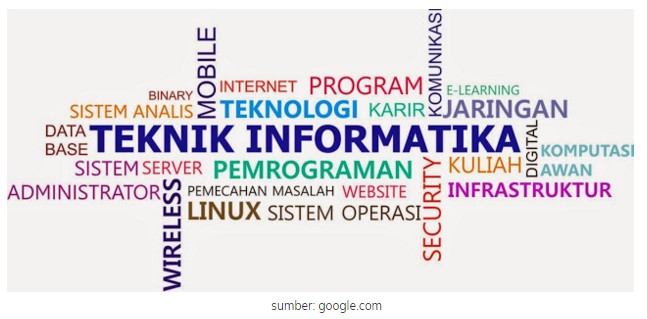 MOBILE
KOMUNIKASI
BINARY
INTERNET
PROGRAM
E-LEARNING
SISTEM ANALIS
TEKNOLOGI
KARIR
JARINGAN
DATA
BASE
TEKNIK INFORMATIKA
DIGITAL
KOMPUTASI
AWAN
SISTEM
SERVER
PEMROGRAMAN
SECURITY
KULIAH
ADMINISTRATOR
WIRELESS
PEMECAHAN MASALAH
WEBSITE
INFRASTRUKTUR
LINUX
SISTEM OPERASI
sumber: google.com